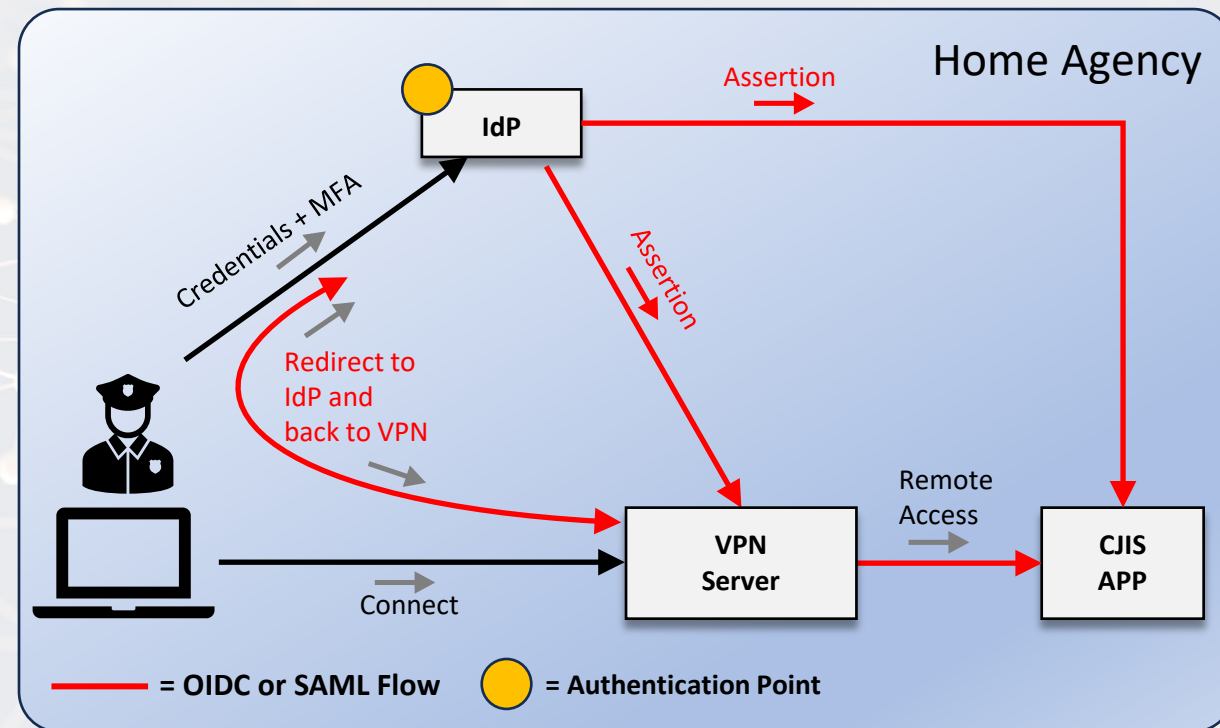 Home Agency
Assertion
IdP
Credentials + MFA
Assertion
Redirect to
IdP and
back to VPN
Remote
Access
VPN
Server
CJIS
APP
Connect
= OIDC or SAML Flow
= Authentication Point